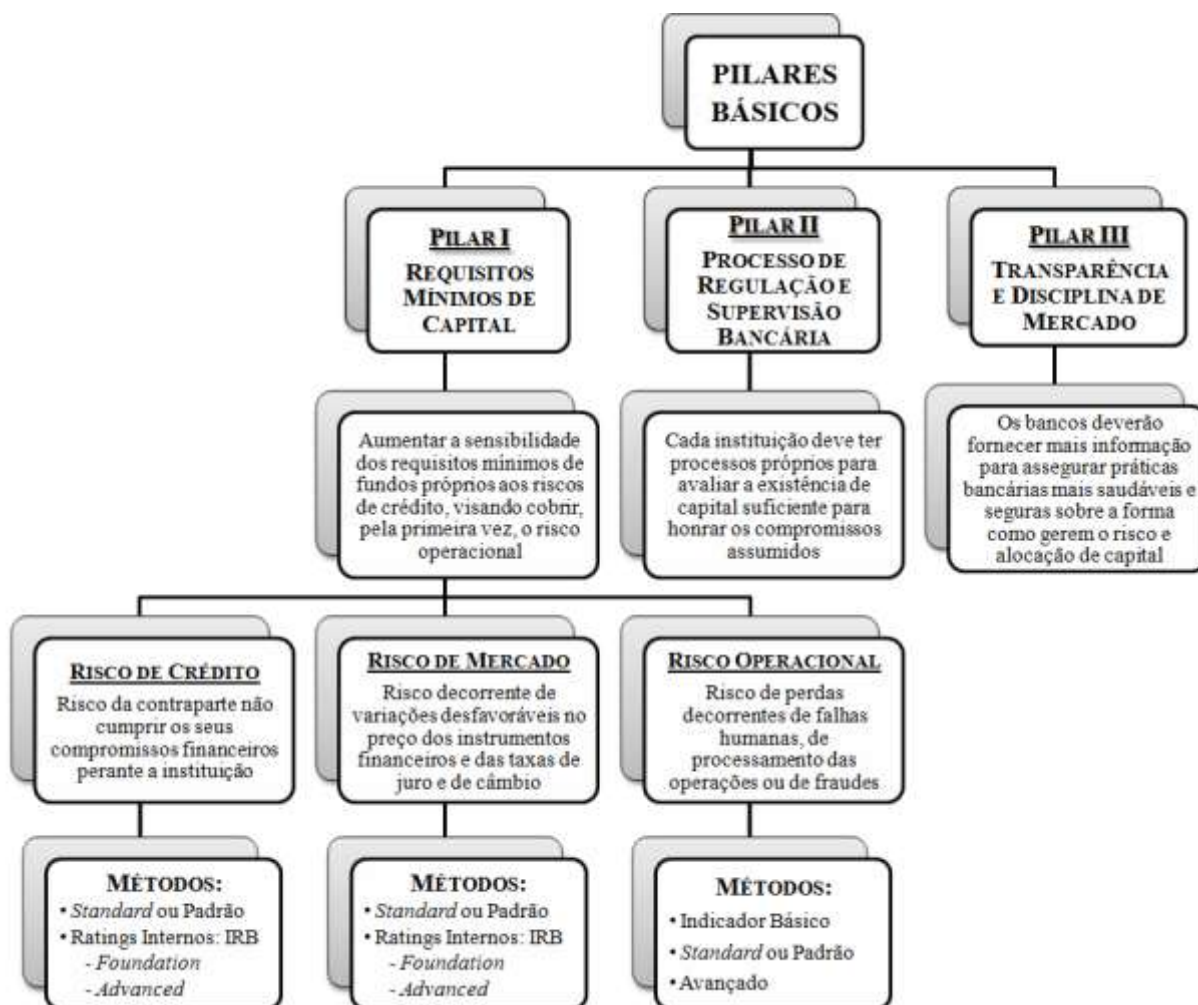 PILARES
BÁSICOS
PILAR I
REQUISITOS
MÍNIMOS DE
CAPITAL
PILAR II
PROCESSO DE
REGULAÇÃO E
SUPERVISÃO
BANCÁRIA
PILAR III
TRANSPARÊNCIA
E DISCIPLINA DE
MERCADO
Aumentar a sensibilidade
dos requisitos mínimos de
fundos próprios aos riscos
de crédito, visando cobrir,
pela primeira vez, o risco
operacional
Cada instituição deve ter
processos próprios para
avaliar a existência de
capital suficiente para
honrar os compromissos
assumidos
Os bancos deverão
fornecer mais informação
para assegurar práticas
bancárias mais saudáveis e
seguras sobre a forma
como gerem o risco e
alocação de capital
RISCO DE CRÉDITO
Risco da contraparte não
cumprir os seus
compromissos financeiros
perante a instituição
RISCO DE MERCADO
Risco decorrente de
variações desfavoráveis no
preço dos instrumentos
financeiros e das taxas de
juro e de câmbio
RISCO OPERACIONAL
Risco de perdas
decorrentes de falhas
humanas, de
processamento das
operações ou de fraudes
MÉTODOS:
• Standard ou Padrão
• Ratings Internos: IRB
- Foundation
- Advanced
MÉTODOS:
• Standard ou Padrão
• Ratings Internos: IRB
- Foundation
- Advanced
MÉTODOS:
• Indicador Básico
• Standard ou Padrão
• Avançado